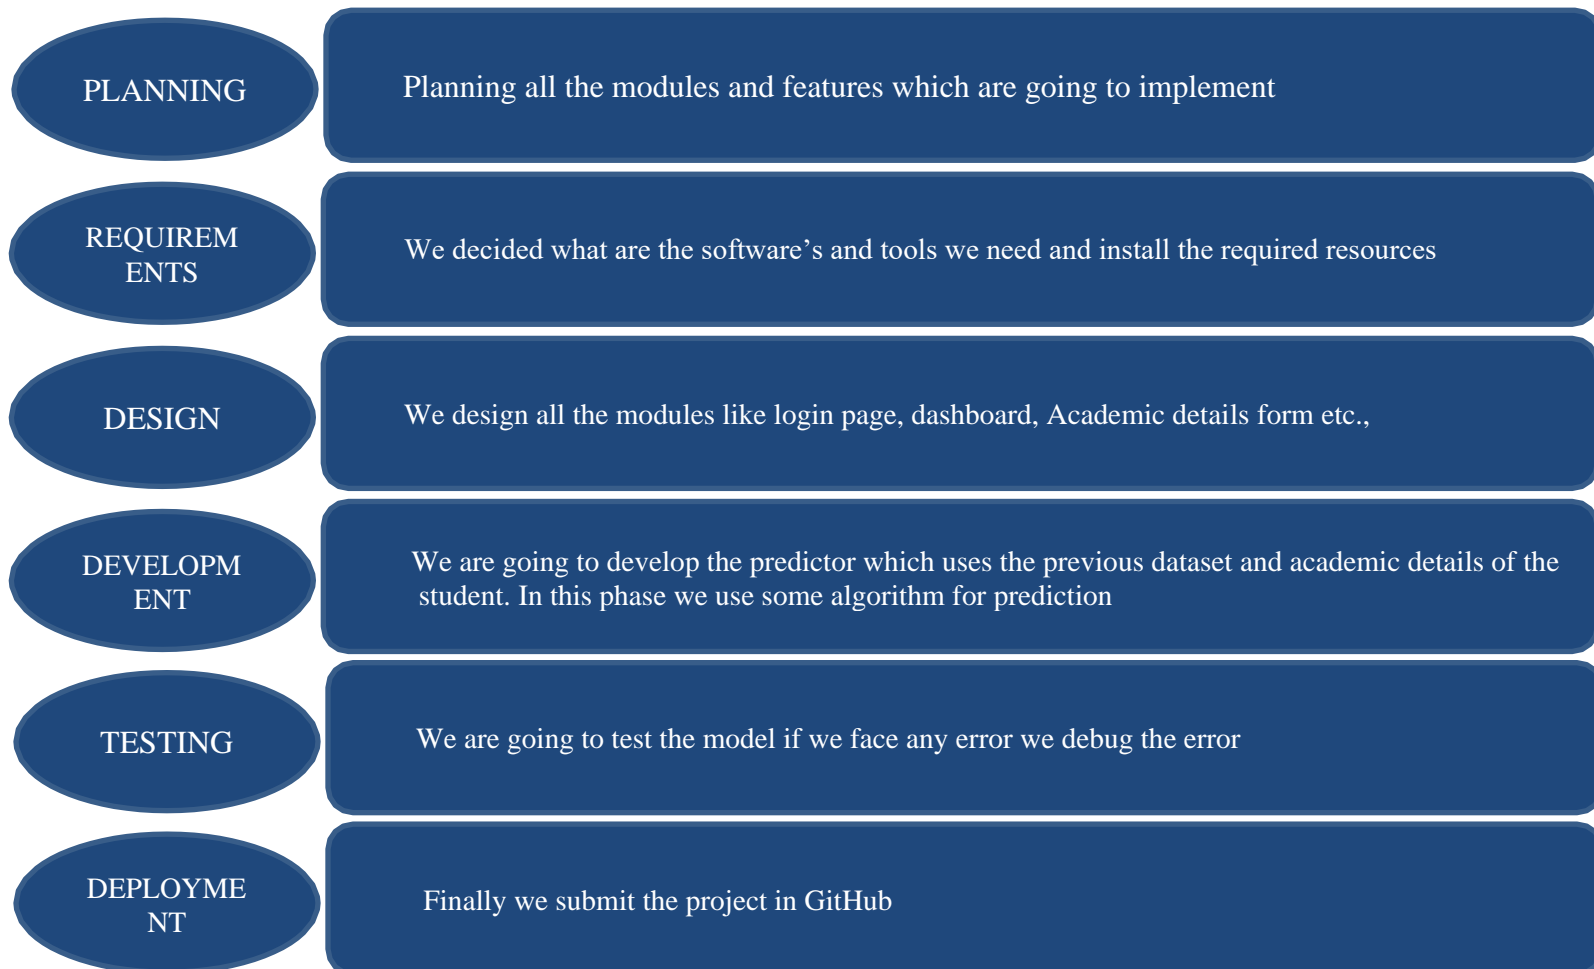 PLANNING
Planning all the modules and features which are going to implement
REQUIREM
ENTS
We decided what are the software’s and tools we need and install the required resources
DESIGN
We design all the modules like login page, dashboard, Academic details form etc.,
DEVELOPM
ENT
We are going to develop the predictor which uses the previous dataset and academic details of the
student. In this phase we use some algorithm for prediction
TESTING
We are going to test the model if we face any error we debug the error
DEPLOYME
NT
Finally we submit the project in GitHub